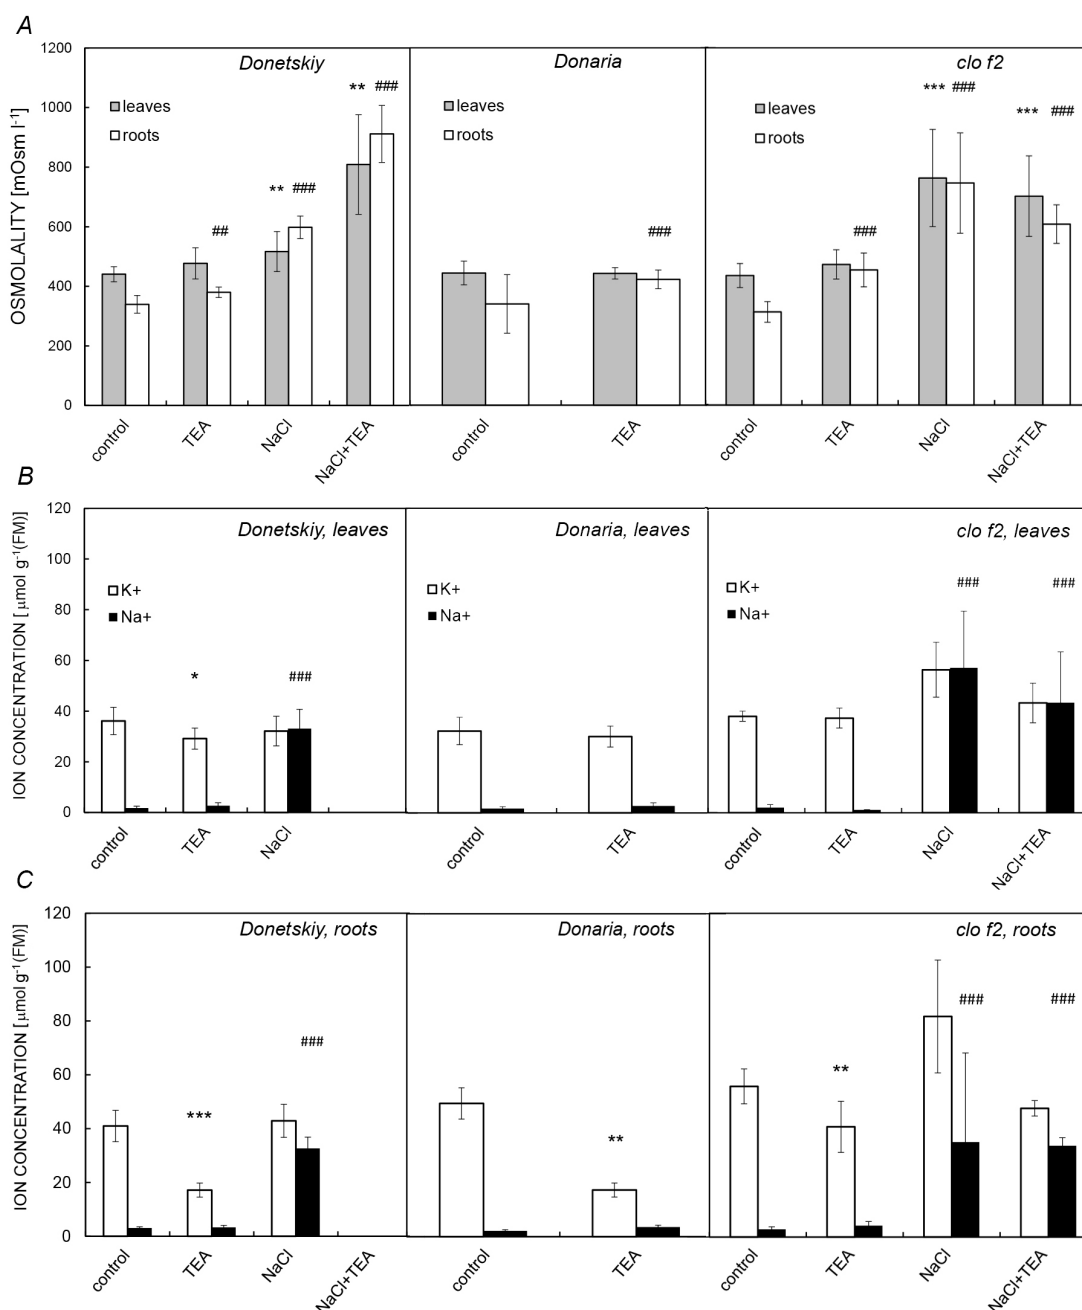 A
1200
1000
800
600
400
200
0
OSMOLALITY [mOsm l-1]
Donetskiy
leaves
roots
##
** ###
** ###
control
TEA
NaCl
NaCl+TEA
Donaria
leaves
roots
###
control
TEA
clo f2
leaves
roots
###
*** ###
*** ###
control
TEA
NaCl
NaCl+TEA
B
120
100
80
60
40
20
0
ION CONCENTRATION [ μmol g-1(FM)]
Donetskiy, leaves
K+
Na+
*
###
control
TEA
NaCl
Donaria, leaves
K+
Na+
control
TEA
clo f2, leaves
K+
Na+
###
###
control
TEA
NaCl
NaCl+TEA
C
120
100
80
60
40
20
0
ION CONCENTRATION [μmol g-1(FM)]
Donetskiy, roots
***
###
control
TEA
NaCl
NaCl+TEA
Donaria, roots
**
control
TEA
clo f2, roots
**
###
###
control
TEA
NaCl
NaCl+TEA